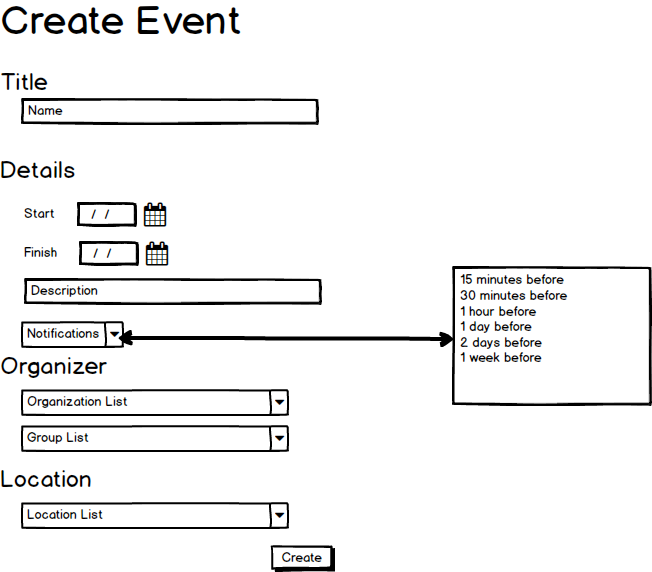 Create Event
Title
Name
Details
Start / /
Finish / /
Description
Notifications
15 minutes before
30 minutes before
1 hour before
1 day before
2 days before
1 week before
Organizer
Organization List
Group List
Location
Location List
Create